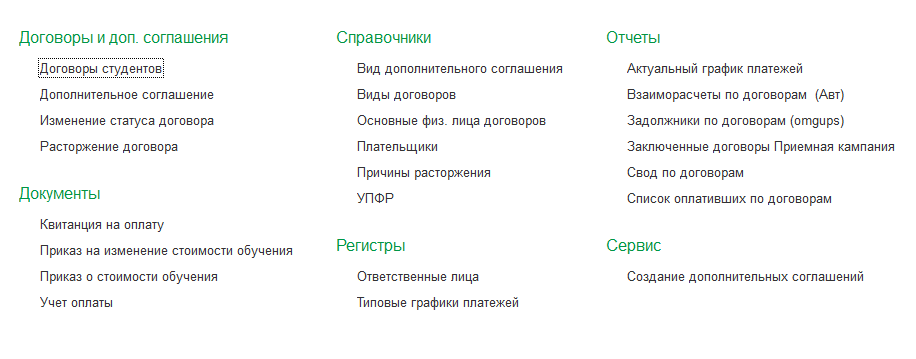 Договоры и доп. соглашения
Договоры студентов
Дополнительное соглашение
Изменение статуса договора
Расторжение договора
Документы
Квитанция на оплату
Приказ на изменение стоимости обучения
Приказ о стоимости обучения
Учет оплаты
Справочники
Вид дополнительного соглашения
Виды договоров
Основные физ. лица договоров
Плательщики
Причины расторжения
УПФР
Регистры
Ответственные лица
Типовые графики платежей
Отчеты
Актуальный график платежей
Взаиморасчеты по договорам  (Авт)
Задолжники по договорам (omgups)
Заключенные договоры Приемная кампания
Свод по договорам
Список оплативших по договорам
Сервис
Создание дополнительных соглашений